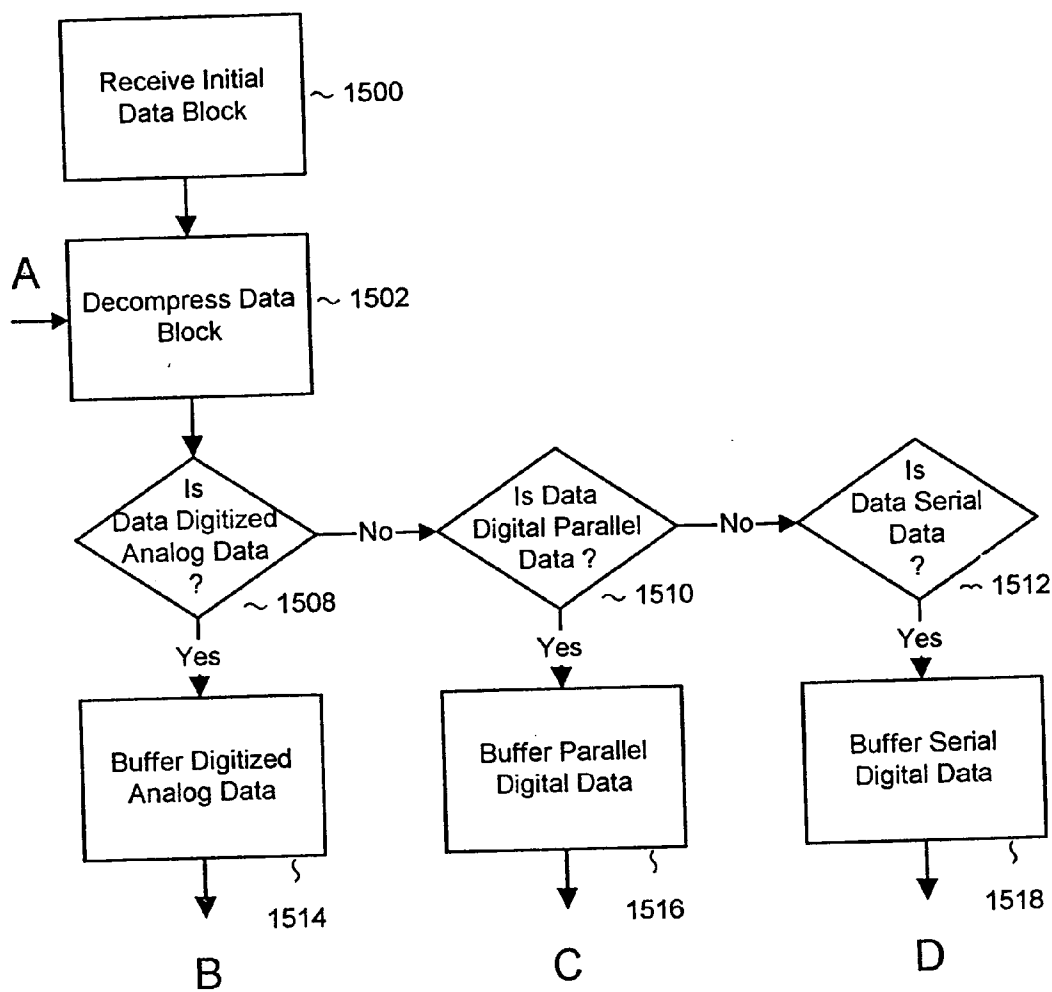 Receive Initial
Data Block
~ 1500
A
Decompress Data
Block
~ 1502
Is
Data Digitized
Analog Data
?
~ 1508
No
Is Data
Digital Parallel
Data ?
~ 1510
No
Is
Data Serial
Data
?
~ 1512
Yes
Yes
Yes
Buffer Digitized
Analog Data
1514
Buffer Parallel
Digital Data
1516
Buffer Serial
Digital Data
1518
B
C
D